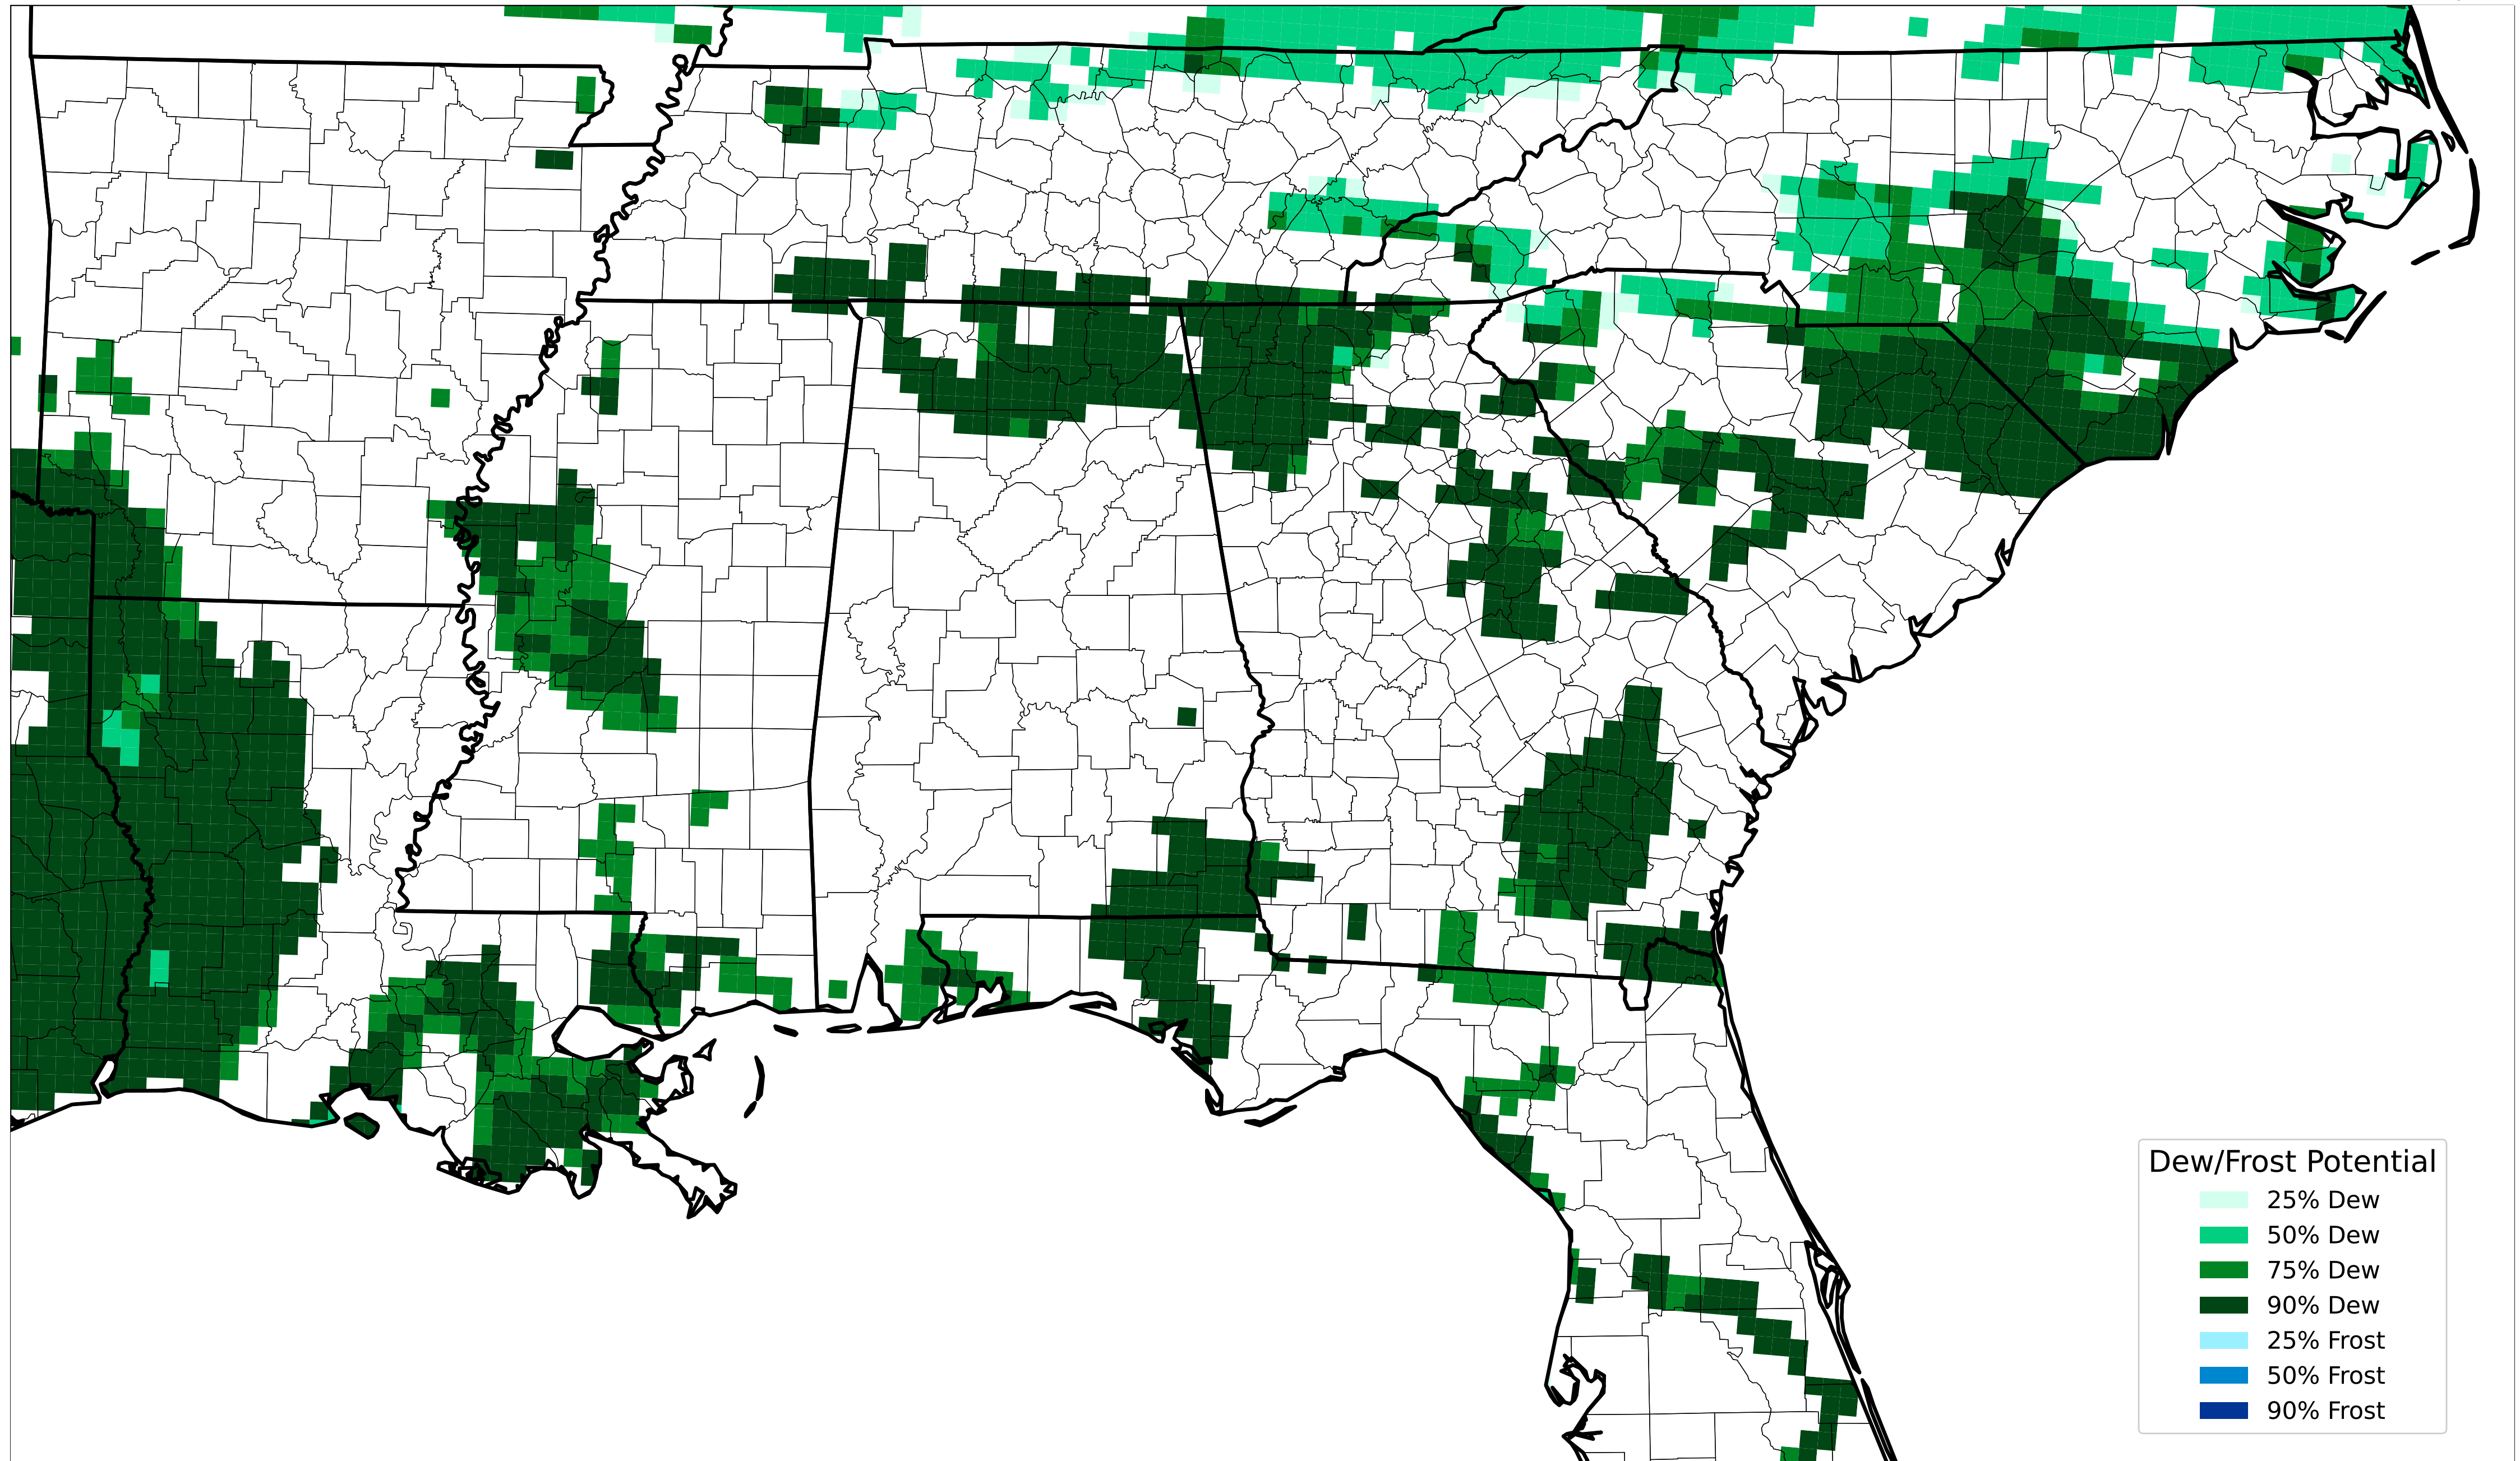 Dew/Frost Potential
25% Dew
50% Dew
75% Dew
90% Dew
25% Frost
50% Frost
90% Frost